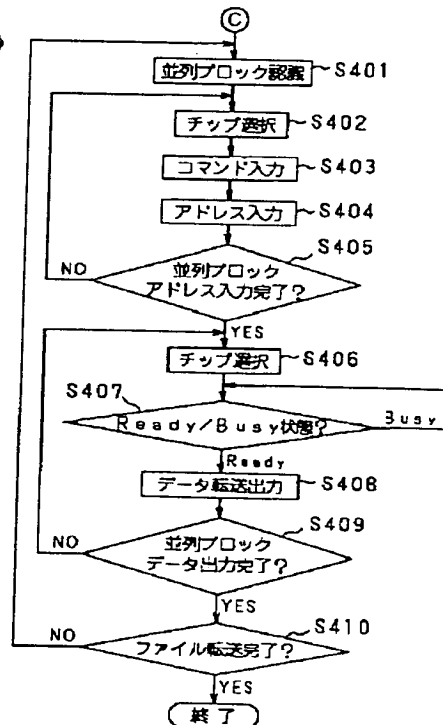 C
並列ブロック認識 S401
チップ選択 S402
コマンド入力 S403
アドレス入力 S404
S405
並列ブロック
アドレス入力完了?
NO
YES
チップ選択 S406
S407
Ready/Busy状態?
Busy
Ready
データ転送出力 S408
S409
並列ブロック
データ出力完了?
NO
YES
S410
ファイル転送完了?
NO
YES
終了